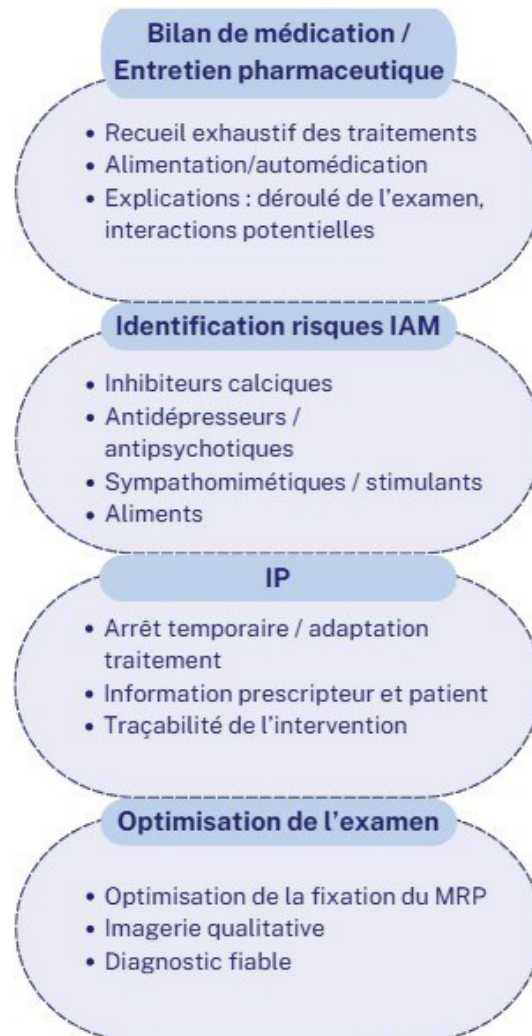 Bilan de médication /
Entretien pharmaceutique
• Recueil exhaustif des traitements
• Alimentation/automédication
• Explications : déroulé de l'examen,
interactions potentielles
Identification risques IAM
• Inhibiteurs calciques
• Antidépresseurs /
antipsychotiques
• Sympathomimétiques / stimulants
• Aliments
IP
• Arrêt temporaire / adaptation
traitement
• Information prescripteur et patient
• Traçabilité de l'intervention
Optimisation de l'examen
• Optimisation de la fixation du MRP
• Imagerie qualitative
• Diagnostic fiable